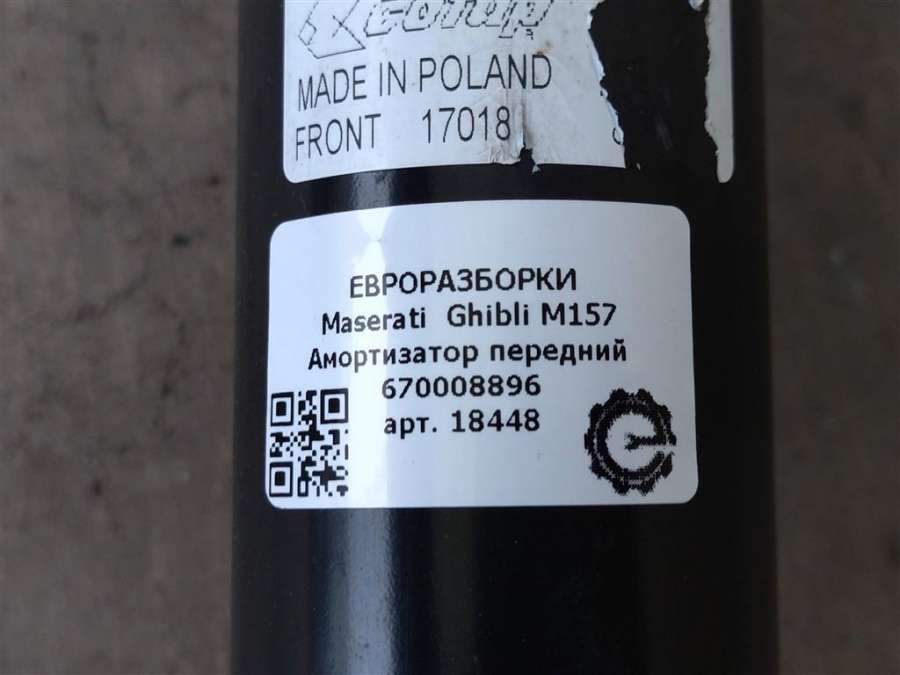 MADE IN POLAND
FRONT 17018
ЕВРОРАЗБОРКИ
Maserati Ghibli M157
Амортизатор передний
670008896
арт. 18448